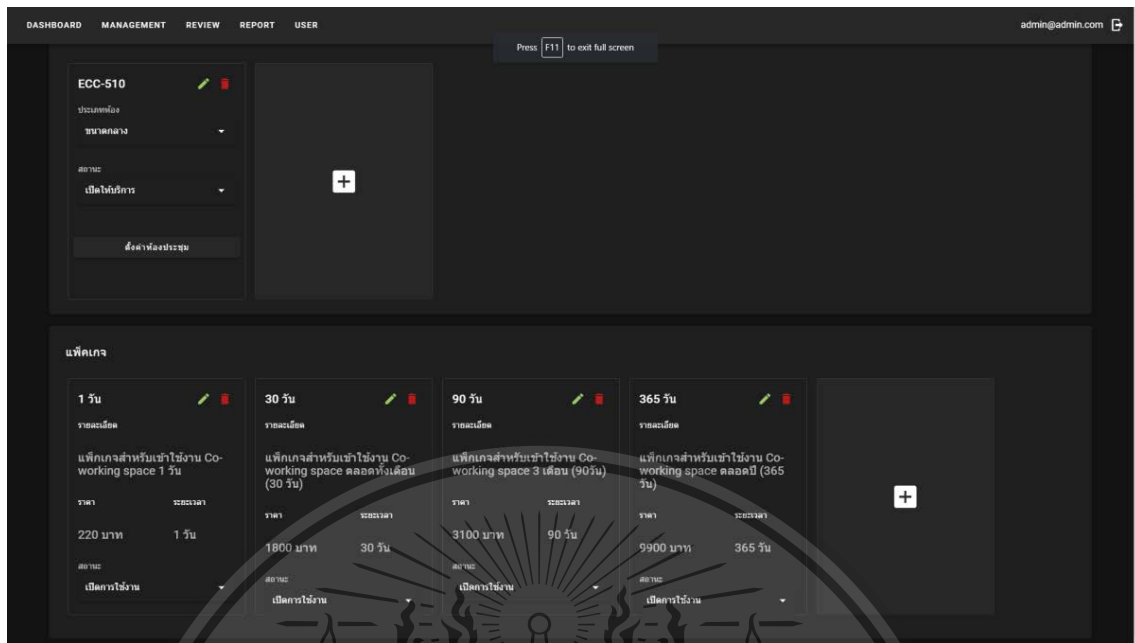 DASHBOARD MANAGEMENT REVIEW REPORT USER admin@admin.com
Press F11 to exit full screen
ECC-510
ประเภทห้อง
ขนาดกลาง
สถานะ
เปิดให้บริการ
ตั้งค่าห้องประชุม
แพ็คเกจ
1 วัน
รายละเอียด
แพ็กเกจสำหรับเข้าใช้งาน Co-
working space 1 วัน
ราคา ระยะเวลา
220 บาท 1 วัน
สถานะ
เปิดการใช้งาน
30 วัน
รายละเอียด
แพ็กเกจสำหรับเข้าใช้งาน Co-
working space ตลอดทั้งเดือน
(30 วัน)
ราคา ระยะเวลา
1800 บาท 30 วัน
สถานะ
เปิดการใช้งาน
90 วัน
รายละเอียด
แพ็กเกจสำหรับเข้าใช้งาน Co-
working space 3 เดือน (90วัน)
ราคา ระยะเวลา
3100 บาท 90 วัน
สถานะ
เปิดการใช้งาน
365 วัน
รายละเอียด
แพ็กเกจสำหรับเข้าใช้งาน Co-
working space ตลอดปี (365
วัน)
ราคา ระยะเวลา
9900 บาท 365 วัน
สถานะ
เปิดการใช้งาน